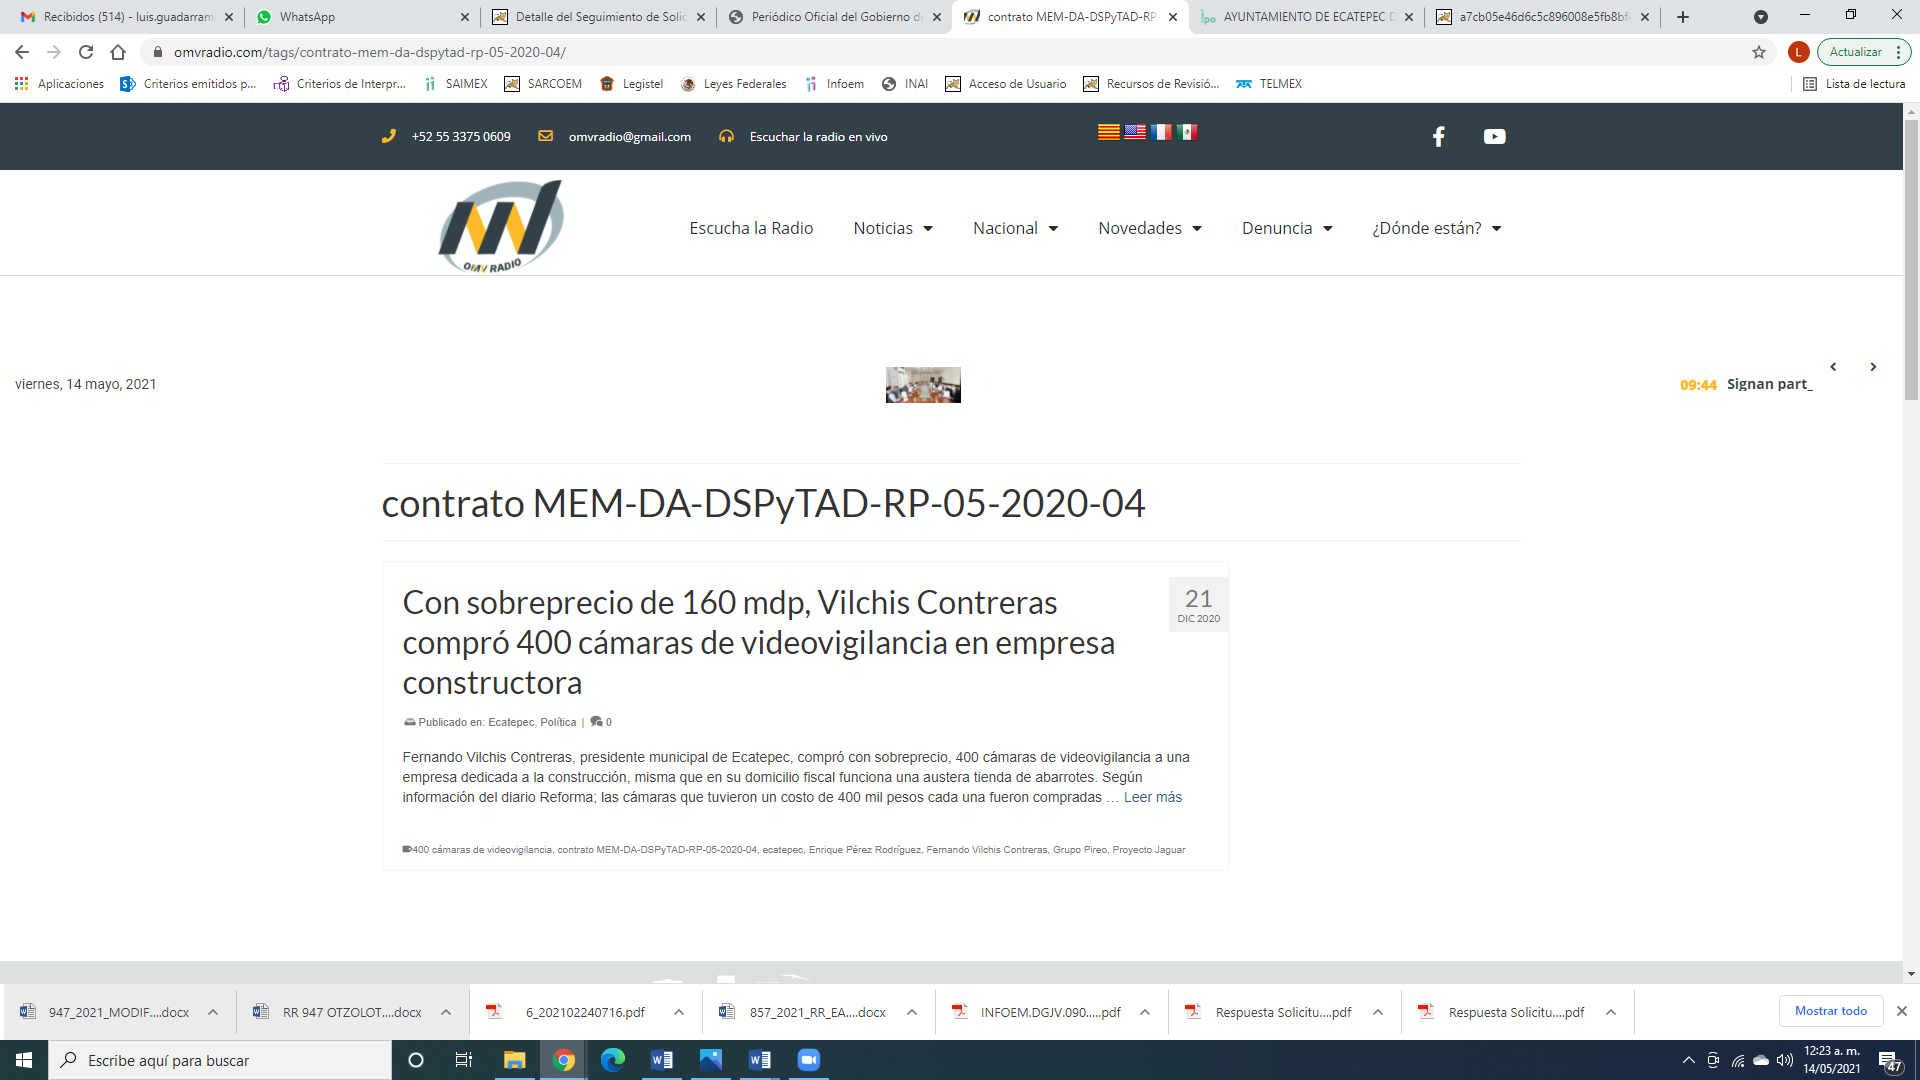 Recibidos (514) - luis.guadarram
WhatsApp
Detalle del Seguimiento de Solic
Periódico Oficial del Gobierno de
contrato MEM-DA-DSPyTAD-RP-
AYUNTAMIENTO DE ECATEPEC D
a7cb05e46d6c5c896008e5fb8bf
omvradio.com/tags/contrato-mem-da-dspytad-rp-05-2020-04/
L
Actualizar
Aplicaciones
Criterios emitidos p...
Criterios de Interpr...
SAIMEX
SARCOEM
Legistel
Leyes Federales
Infoem
INAI
Acceso de Usuario
Recursos de Revisió...
TELMEX
Lista de lectura
+52 55 3375 0609
omvradio@gmail.com
Escuchar la radio en vivo
OMV RADIO
Escucha la Radio
Noticias
Nacional
Novedades
Denuncia
¿Dónde están?
viernes, 14 mayo, 2021
09:44 Signan part_
contrato MEM-DA-DSPyTAD-RP-05-2020-04
Con sobreprecio de 160 mdp, Vilchis Contreras
compró 400 cámaras de videovigilancia en empresa
constructora
21
DIC 2020
Publicado en: Ecatepec, Política | 0
Fernando Vilchis Contreras, presidente municipal de Ecatepec, compró con sobreprecio, 400 cámaras de videovigilancia a una
empresa dedicada a la construcción, misma que en su domicilio fiscal funciona una austera tienda de abarrotes. Según
información del diario Reforma; las cámaras que tuvieron un costo de 400 mil pesos cada una fueron compradas … Leer más
400 cámaras de videovigilancia, contrato MEM-DA-DSPyTAD-RP-05-2020-04, ecatepec, Enrique Pérez Rodríguez, Fernando Vilchis Contreras, Grupo Pireo, Proyecto Jaguar
947_2021_MODIF....docx
RR 947 OTZOLOT....docx
6_202102240716.pdf
857_2021_RR_EA....docx
INFOEM.DGJV.090.....pdf
Respuesta Solicitu....pdf
Respuesta Solicitu....pdf
Mostrar todo
Escribe aquí para buscar
12:23 a. m.
14/05/2021
47